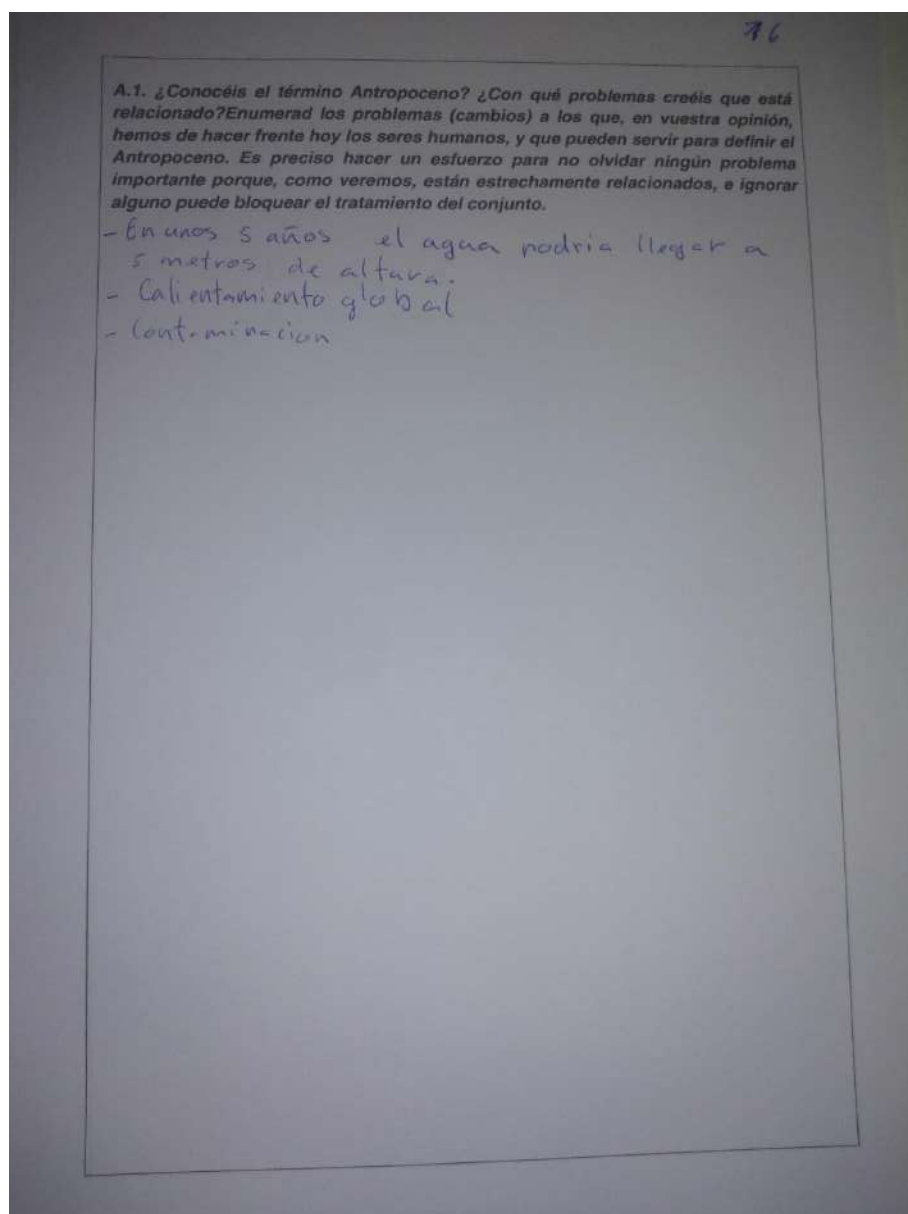 16
A.1. ¿Conocéis el término Antropoceno? ¿Con qué problemas creéis que está
relacionado?Enumerad los problemas (cambios) a los que, en vuestra opinión,
hemos de hacer frente hoy los seres humanos, y que pueden servir para definir el
Antropoceno. Es preciso hacer un esfuerzo para no olvidar ningún problema
importante porque, como veremos, están estrechamente relacionados, e ignorar
alguno puede bloquear el tratamiento del conjunto.
- En unos 5 años el agua podria llegar a
5 metros de altura.
- Calientamiento global
- Contaminacion